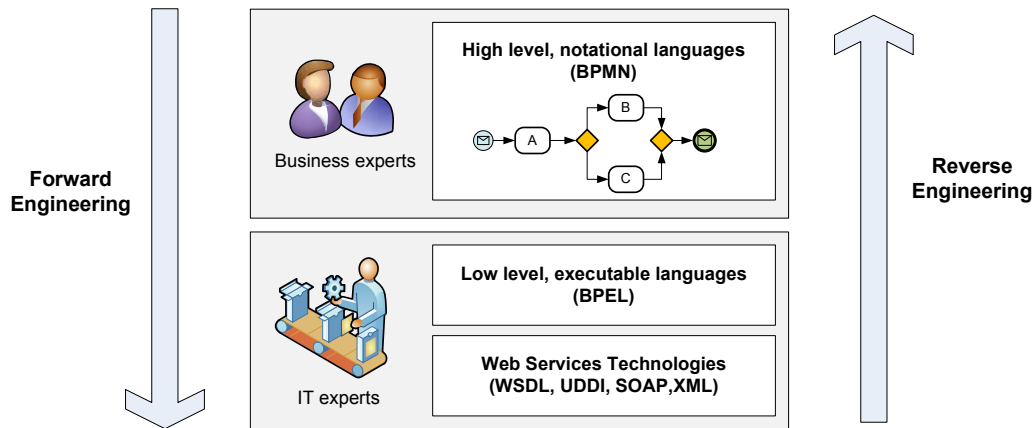 High level, notational languages
(BPMN)
B
A
C
Business experts
Forward
Engineering
Reverse
Engineering
Low level, executable languages
(BPEL)
Web Services Technologies
(WSDL, UDDI, SOAP,XML)
IT experts